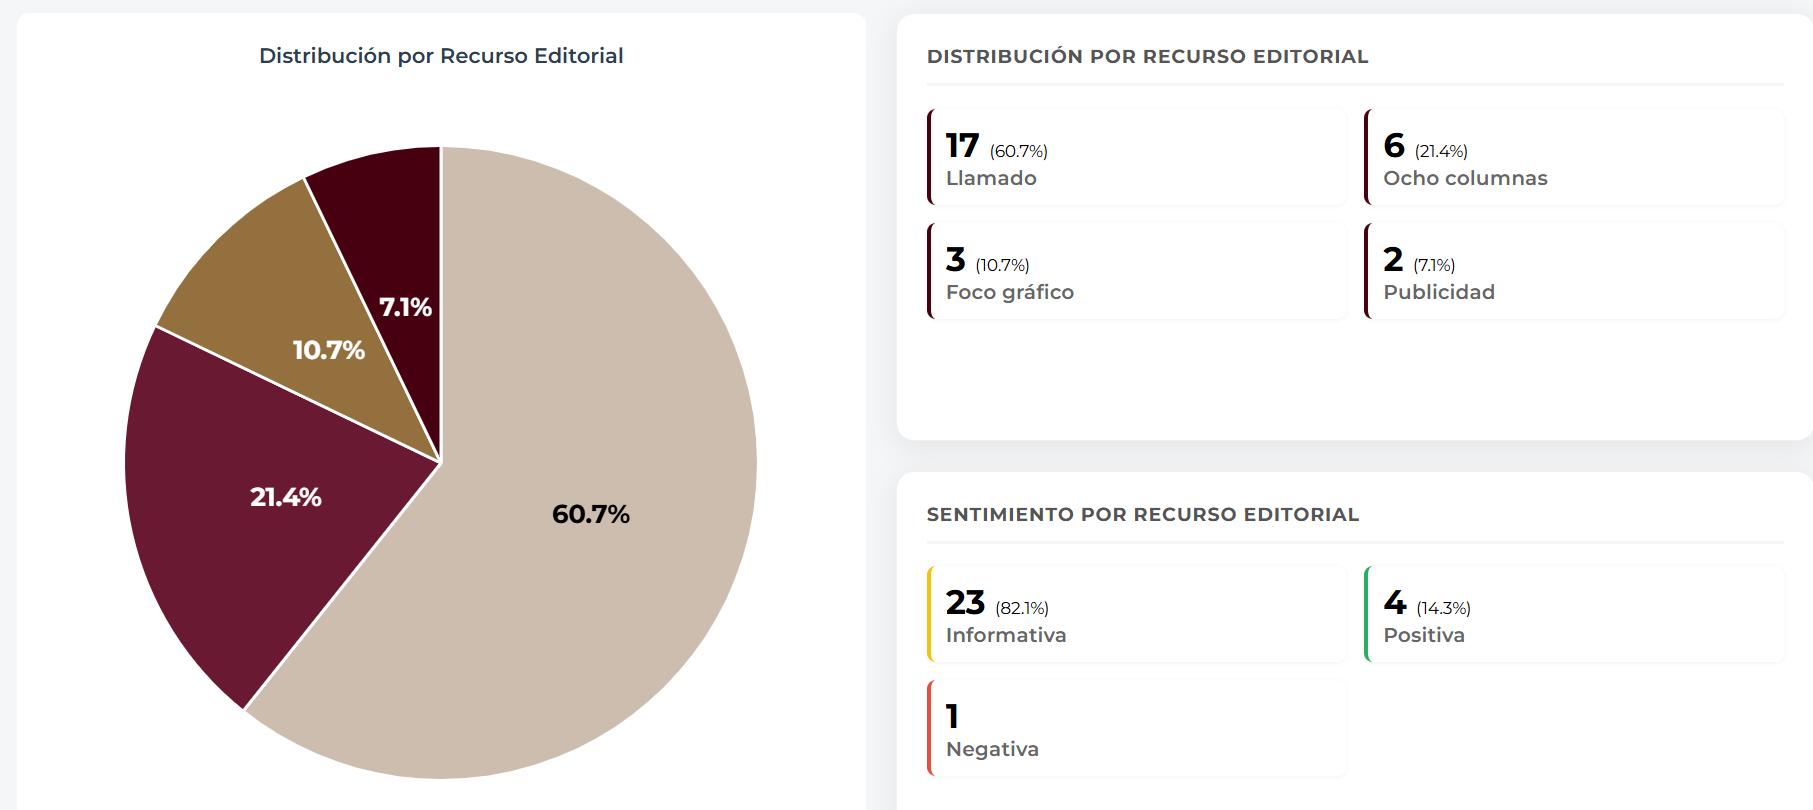 Distribución por Recurso Editorial
7.1%
10.7%
21.4%
60.7%
DISTRIBUCIÓN POR RECURSO EDITORIAL
17 (60.7%)
Llamado
6 (21.4%)
Ocho columnas
3 (10.7%)
Foco gráfico
2 (7.1%)
Publicidad
SENTIMIENTO POR RECURSO EDITORIAL
23 (82.1%)
Informativa
4 (14.3%)
Positiva
1
Negativa